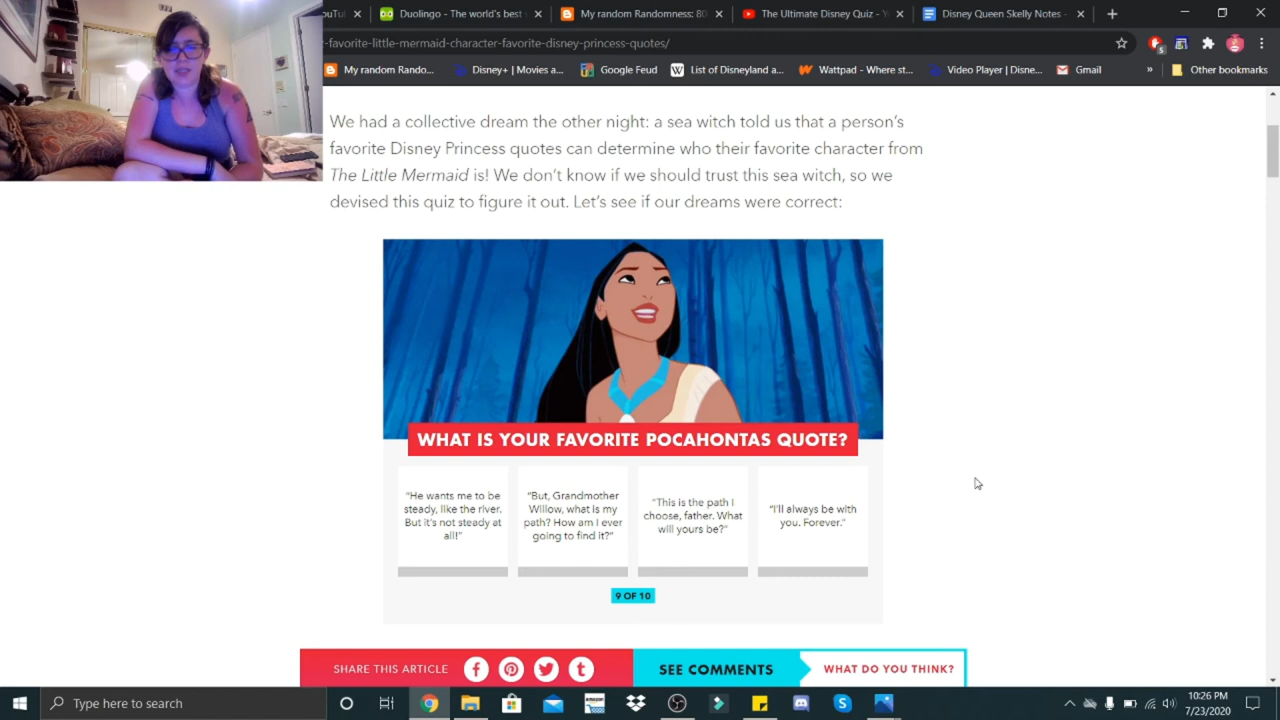 ouTut
Duolingo - The world's best
My random Randomness: 80
The Ultimate Disney Quiz - Y
Disney Queen Skelly Notes -
-favorite-little-mermaid-character-favorite-disney-princess-quotes/
5
My random Rando...
Disney+ | Movies a...
Google Feud
List of Disneyland a...
Wattpad - Where st...
Video Player | Disne...
Gmail
»
Other bookmarks
We had a collective dream the other night: a sea witch told us that a person's
favorite Disney Princess quotes can determine who their favorite character from
The Little Mermaid is! We don't know if we should trust this sea witch, so we
devised this quiz to figure it out. Let's see if our dreams were correct:
WHAT IS YOUR FAVORITE POCAHONTAS QUOTE?
"He wants me to be
steady, like the river.
But it's not steady at
all!"
"But, Grandmother
Willow, what is my
path? How am I ever
going to find it?"
"This is the path I
choose, father. What
will yours be?"
"I'll always be with
you. Forever."
9 OF 10
SHARE THIS ARTICLE
SEE COMMENTS
WHAT DO YOU THINK?
Type here to search
10:26 PM
7/23/2020